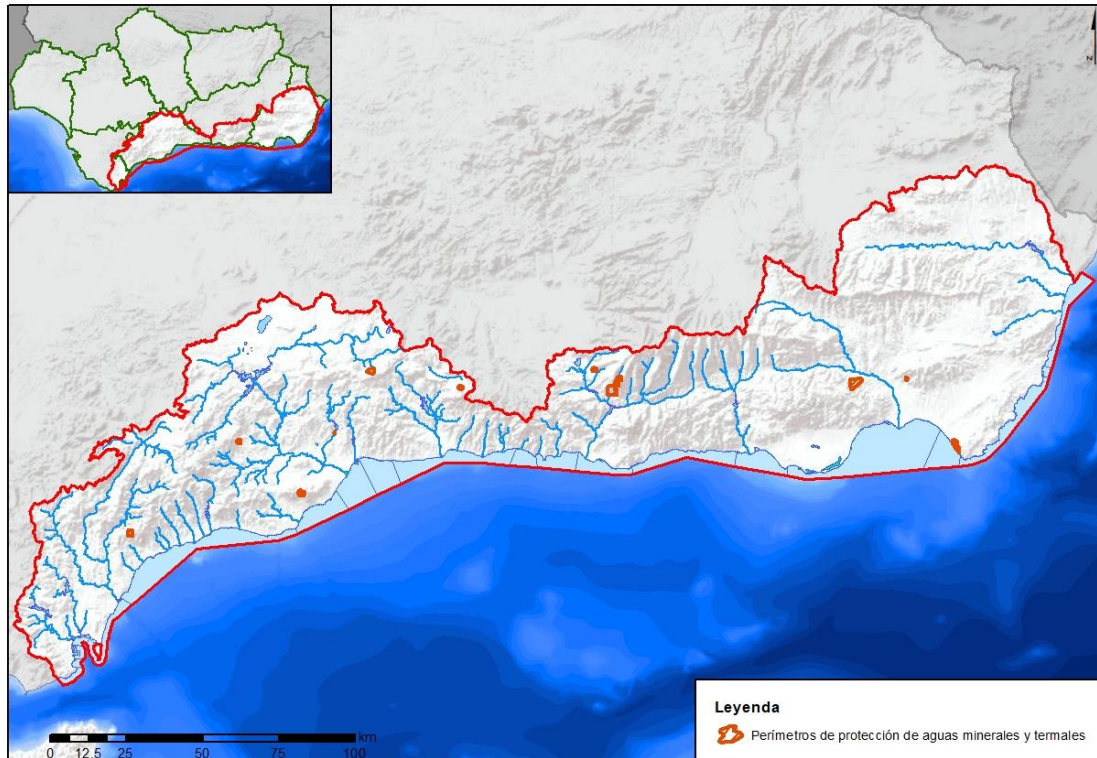 N
Leyenda
Perímetros de protección de aguas minerales y termales
km
0 12.5 25 50 75 100